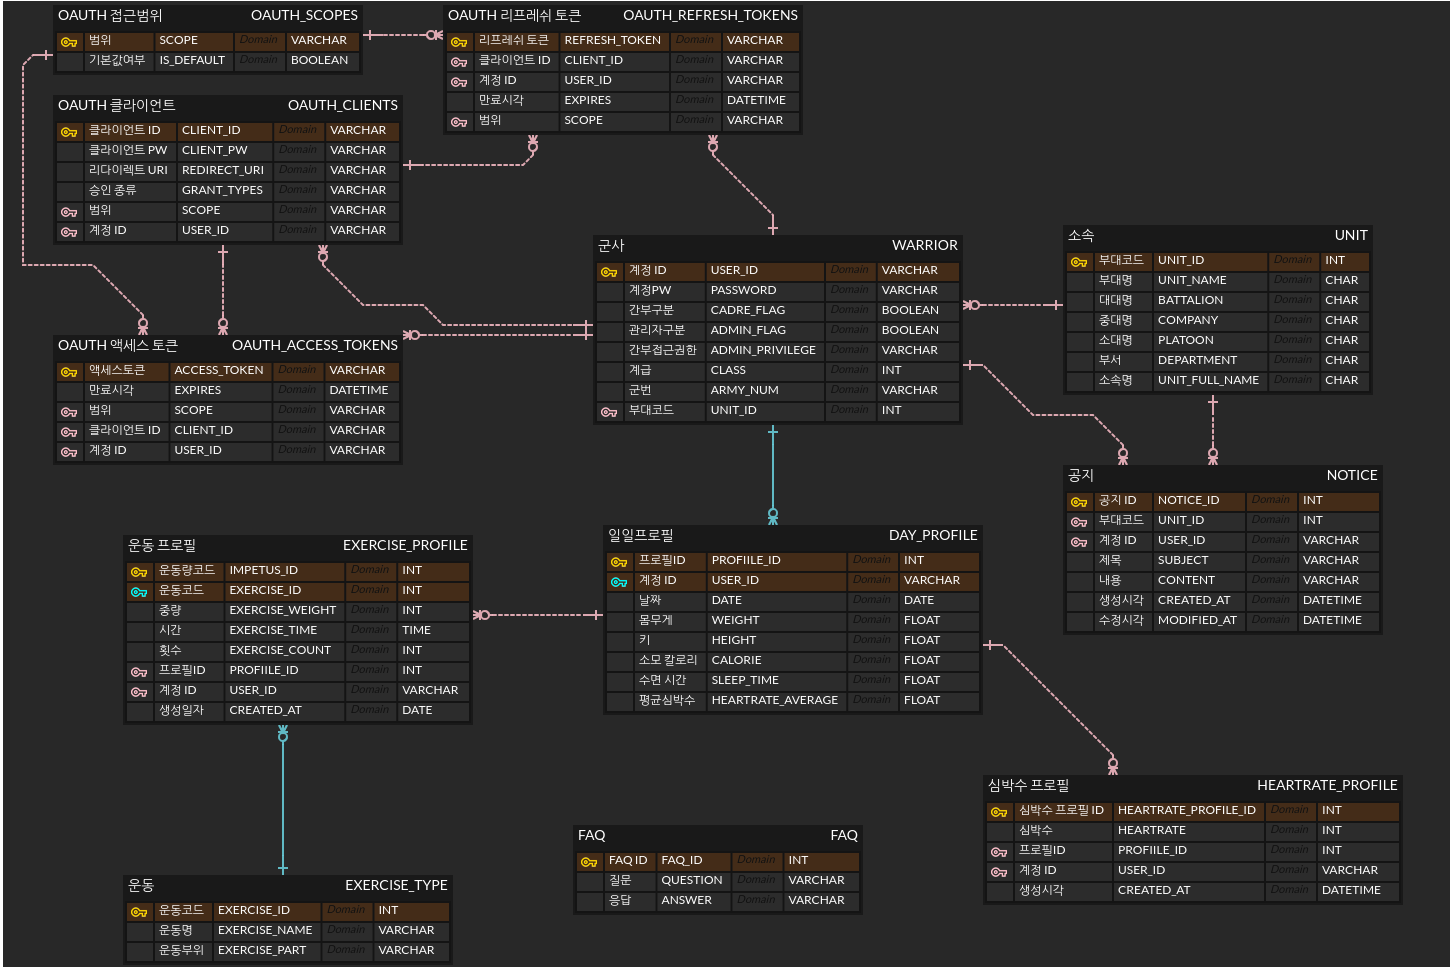 OAUTH 접근범위 OAUTH_SCOPES
범위 SCOPE Domain VARCHAR
기본값여부 IS_DEFAULT Domain BOOLEAN
OAUTH 리프레쉬 토큰 OAUTH_REFRESH_TOKENS
리프레쉬 토큰 REFRESH_TOKEN Domain VARCHAR
클라이언트 ID CLIENT_ID Domain VARCHAR
계정 ID USER_ID Domain VARCHAR
만료시각 EXPIRES Domain DATETIME
범위 SCOPE Domain VARCHAR
OAUTH 클라이언트 OAUTH_CLIENTS
클라이언트 ID CLIENT_ID Domain VARCHAR
클라이언트 PW CLIENT_PW Domain VARCHAR
리다이렉트 URI REDIRECT_URI Domain VARCHAR
승인 종류 GRANT_TYPES Domain VARCHAR
범위 SCOPE Domain VARCHAR
계정 ID USER_ID Domain VARCHAR
군사 WARRIOR
계정 ID USER_ID Domain VARCHAR
계정PW PASSWORD Domain VARCHAR
간부구분 CADRE_FLAG Domain BOOLEAN
관리자구분 ADMIN_FLAG Domain BOOLEAN
간부접근권한 ADMIN_PRIVILEGE Domain VARCHAR
계급 CLASS Domain INT
군번 ARMY_NUM Domain VARCHAR
부대코드 UNIT_ID Domain INT
소속 UNIT
부대코드 UNIT_ID Domain INT
부대명 UNIT_NAME Domain CHAR
대대명 BATTALION Domain CHAR
중대명 COMPANY Domain CHAR
소대명 PLATOON Domain CHAR
부서 DEPARTMENT Domain CHAR
소속명 UNIT_FULL_NAME Domain CHAR
OAUTH 액세스 토큰 OAUTH_ACCESS_TOKENS
액세스토큰 ACCESS_TOKEN Domain VARCHAR
만료시각 EXPIRES Domain DATETIME
범위 SCOPE Domain VARCHAR
클라이언트 ID CLIENT_ID Domain VARCHAR
계정 ID USER_ID Domain VARCHAR
공지 NOTICE
공지 ID NOTICE_ID Domain INT
부대코드 UNIT_ID Domain INT
계정 ID USER_ID Domain VARCHAR
제목 SUBJECT Domain VARCHAR
내용 CONTENT Domain VARCHAR
생성시각 CREATED_AT Domain DATETIME
수정시각 MODIFIED_AT Domain DATETIME
운동 프로필 EXERCISE_PROFILE
운동량코드 IMPETUS_ID Domain INT
운동코드 EXERCISE_ID Domain INT
중량 EXERCISE_WEIGHT Domain INT
시간 EXERCISE_TIME Domain TIME
횟수 EXERCISE_COUNT Domain INT
프로필ID PROFIILE_ID Domain INT
계정 ID USER_ID Domain VARCHAR
생성일자 CREATED_AT Domain DATE
일일프로필 DAY_PROFILE
프로필ID PROFIILE_ID Domain INT
계정 ID USER_ID Domain VARCHAR
날짜 DATE Domain DATE
몸무게 WEIGHT Domain FLOAT
키 HEIGHT Domain FLOAT
소모 칼로리 CALORIE Domain FLOAT
수면 시간 SLEEP_TIME Domain FLOAT
평균심박수 HEARTRATE_AVERAGE Domain FLOAT
심박수 프로필 HEARTRATE_PROFILE
심박수 프로필 ID HEARTRATE_PROFILE_ID Domain INT
심박수 HEARTRATE Domain INT
프로필ID PROFIILE_ID Domain INT
계정 ID USER_ID Domain VARCHAR
생성시각 CREATED_AT Domain DATETIME
FAQ FAQ
FAQ ID FAQ_ID Domain INT
질문 QUESTION Domain VARCHAR
응답 ANSWER Domain VARCHAR
운동 EXERCISE_TYPE
운동코드 EXERCISE_ID Domain INT
운동명 EXERCISE_NAME Domain VARCHAR
운동부위 EXERCISE_PART Domain VARCHAR